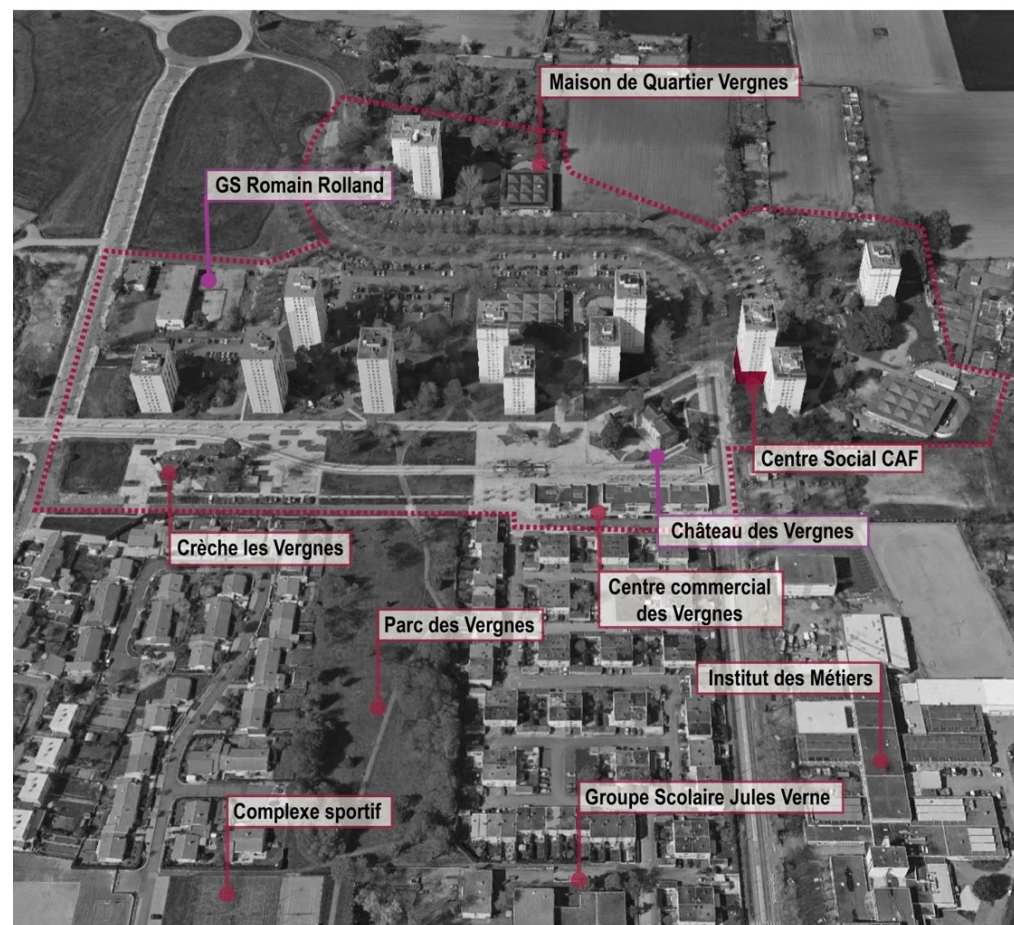 Maison de Quartier Vergnes
GS Romain Rolland
Centre Social CAF
Château des Vergnes
Crèche les Vergnes
Centre commercial
des Vergnes
Parc des Vergnes
Institut des Métiers
Groupe Scolaire Jules Verne
Complexe sportif